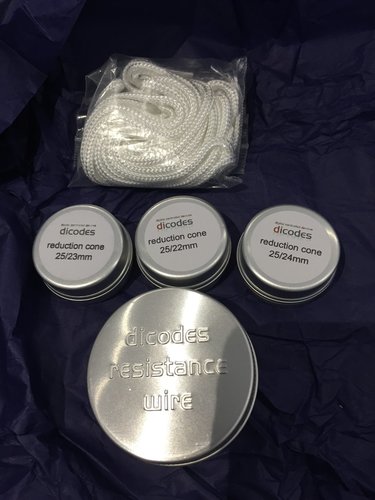 dicodes
reduction cone
25/23mm
dicodes
reduction cone
25/22mm
dicodes
reduction cone
25/24mm
dicodes
resistance
wire